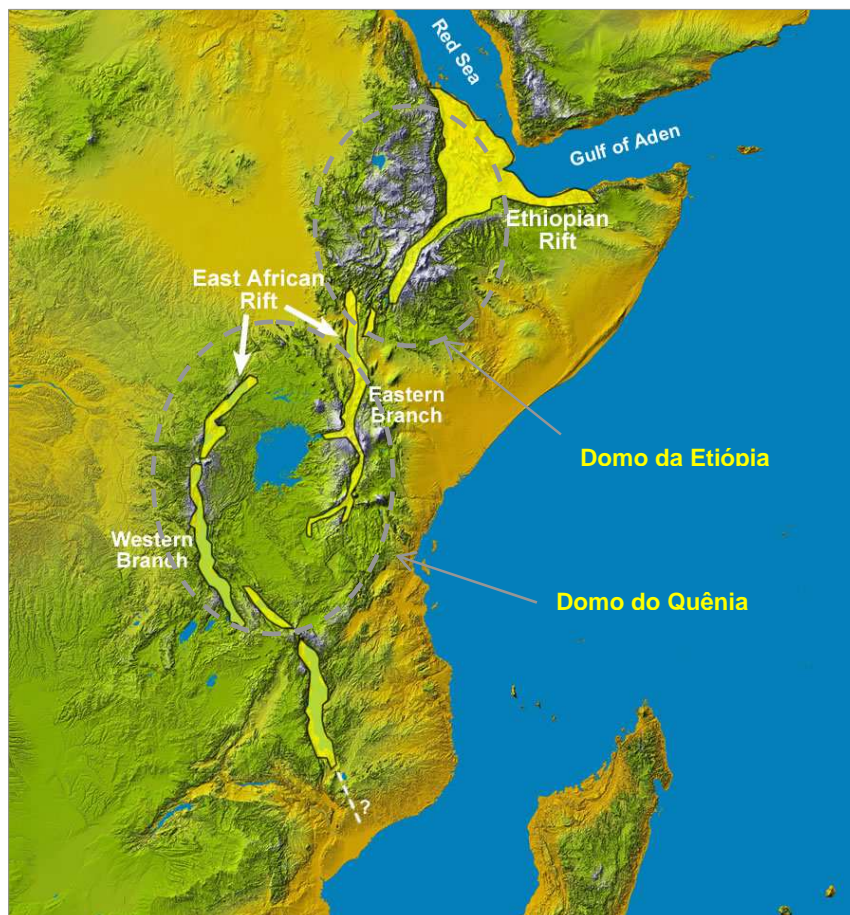 Red Sea
Gulf of Aden
Ethiopian
Rift
East African
Rift
Eastern
Branch
Domo da Etiópia
Western
Branch
Domo do Quênia
?